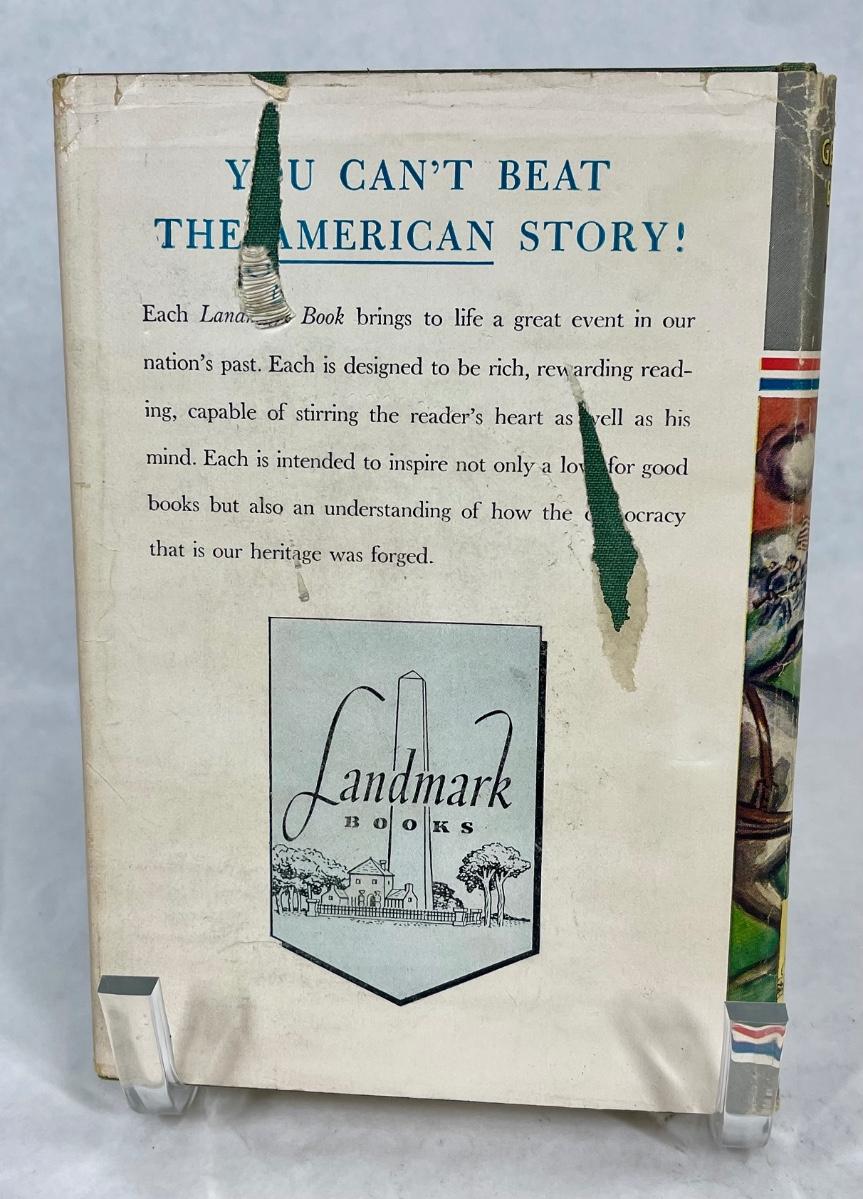 Y U CAN'T BEAT
THE AMERICAN STORY!
Each Book brings to life a great event in our
nation's past. Each is designed to be rich, rewarding read-
ing, capable of stirring the reader's heart as well as his
mind. Each is intended to inspire not only a lov for good
books but also an understanding of how the ocracy
that is our heritage was forged.
Landmark
BOOKS